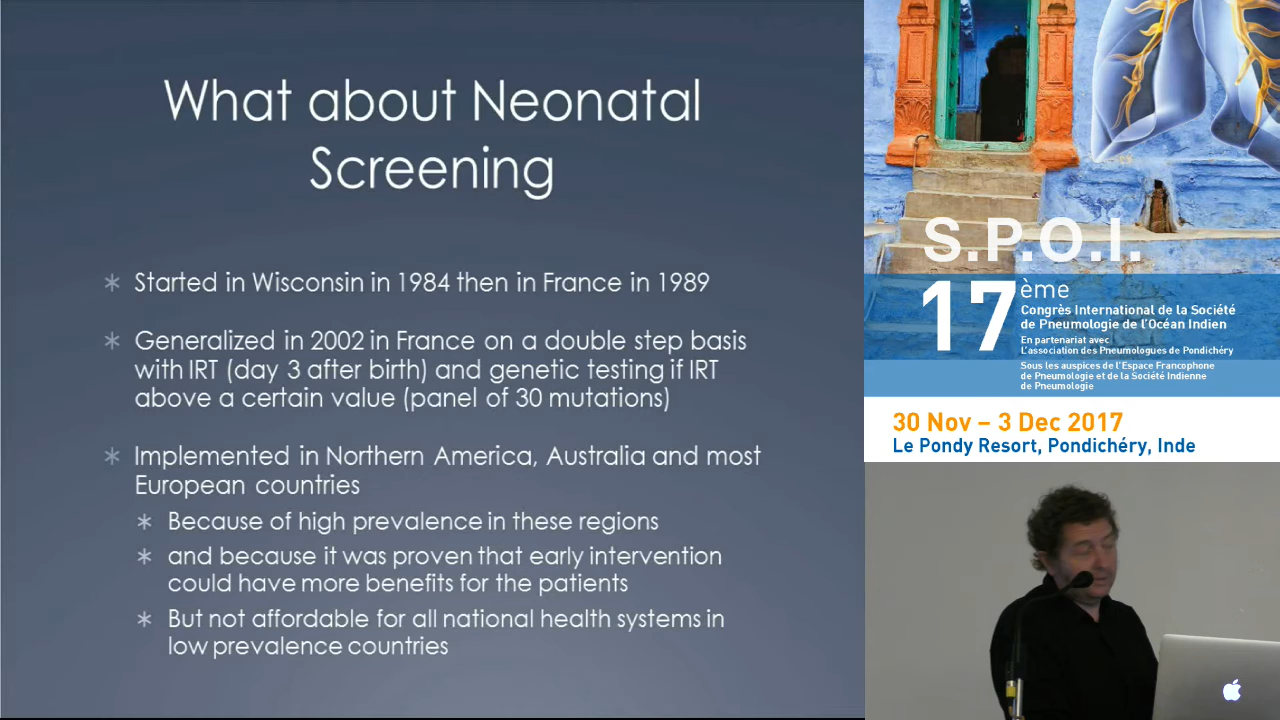 What about Neonatal
Screening
Started in Wisconsin in 1984 then in France in 1989
Generalized in 2002 in France on a double step basis
with IRT (day 3 after birth) and genetic testing if IRT
above a certain value (panel of 30 mutations)
Implemented in Northern America, Australia and most
European countries
Because of high prevalence in these regions
and because it was proven that early intervention
could have more benefits for the patients
But not affordable for all national health systems in
low prevalence countries
S.P.O.I.
17ème
Congrès International de la Société
de Pneumologie de l'Océan Indien
En partenariat avec
L'association des Pneumologues de Pondichéry
Sous les auspices de l'Espace Francophone
de Pneumologie et de la Société Indienne
de Pneumologie
30 Nov – 3 Dec 2017
Le Pondy Resort, Pondichéry, Inde